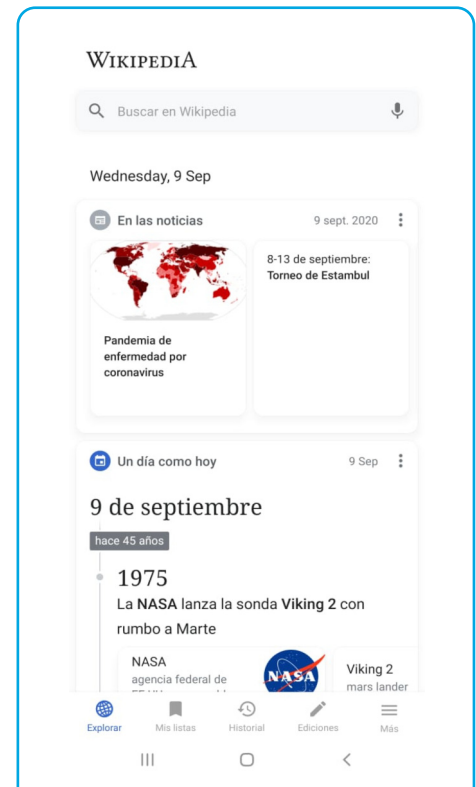 WIKIPEDIA
Buscar en Wikipedia
Wednesday, 9 Sep
En las noticias
9 sept. 2020
Pandemia de
enfermedad por
coronavirus
8-13 de septiembre:
Torneo de Estambul
Un día como hoy
9 Sep
9 de septiembre
hace 45 años
1975
La NASA lanza la sonda Viking 2 con
rumbo a Marte
NASA
agencia federal de
NASA
Viking 2
mars lander
Explorar
Mis listas
Historial
Ediciones
Más